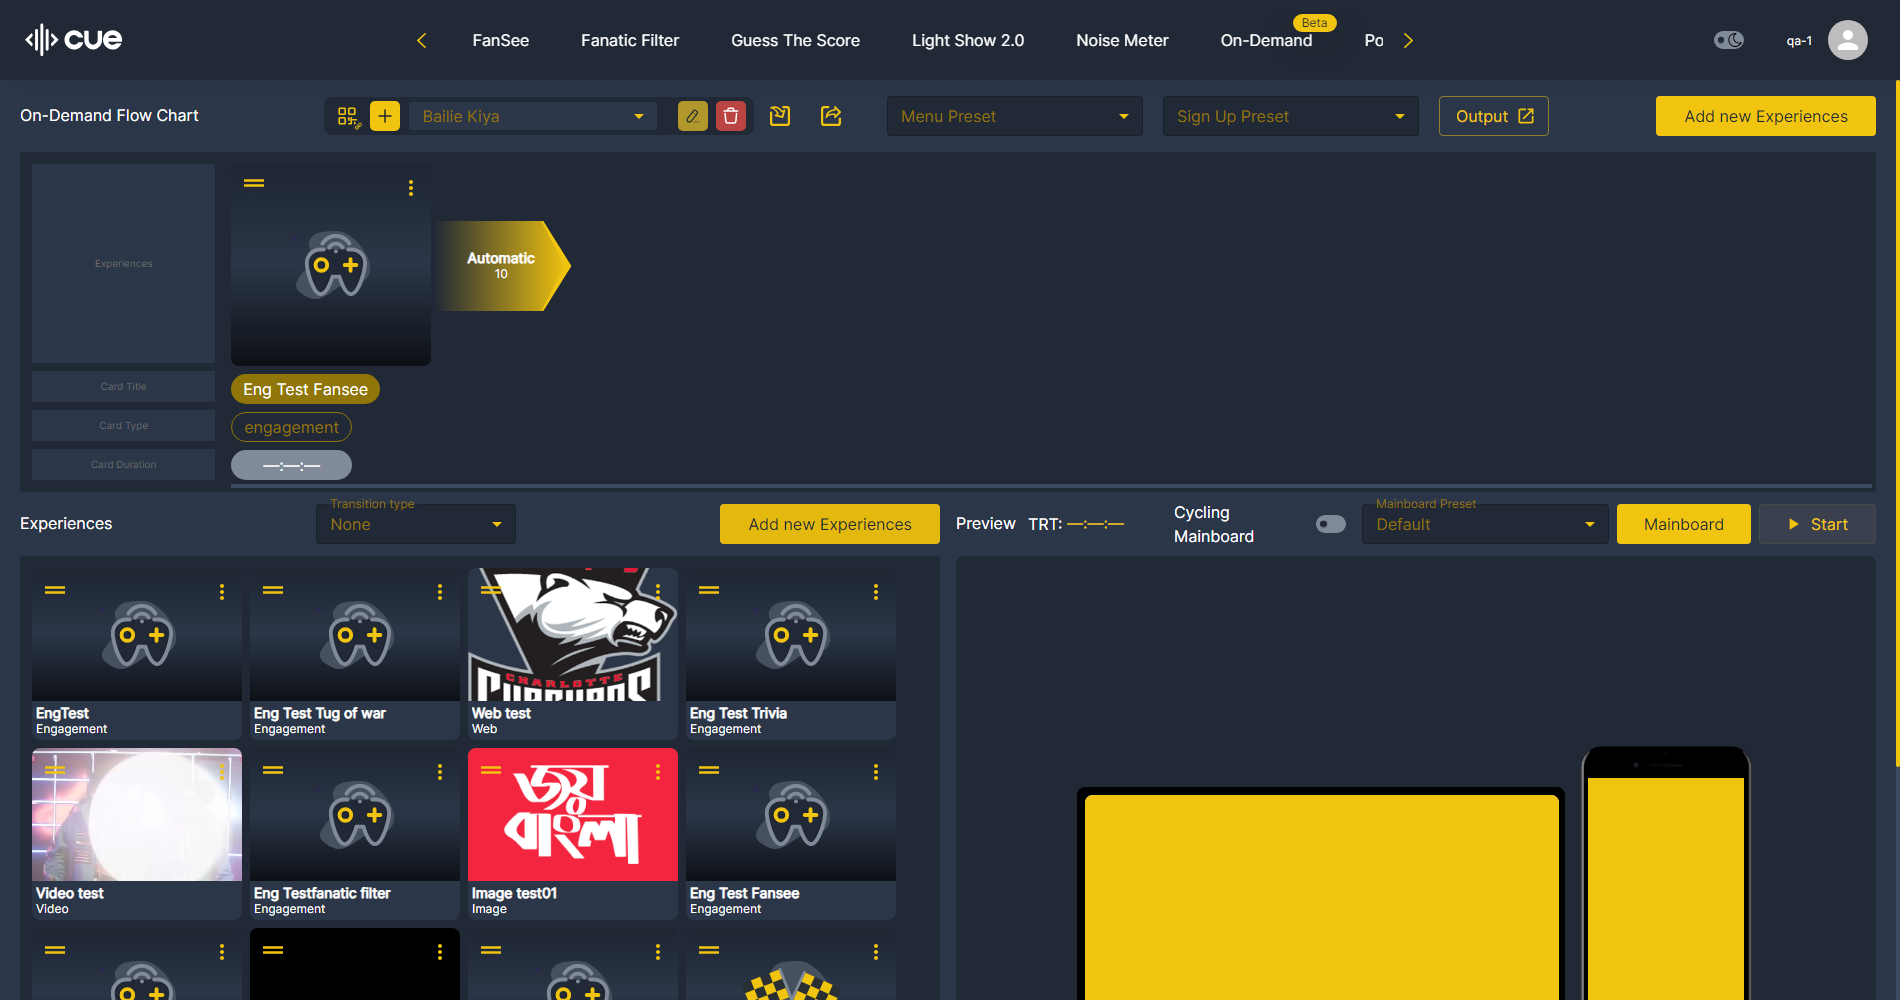 cue
FanSee
Fanatic Filter
Guess The Score
Light Show 2.0
Noise Meter
On-Demand
Beta
Po
qa-1
On-Demand Flow Chart
Bailie Kiya
Menu Preset
Sign Up Preset
Output
Add new Experiences
Experiences
Automatic
10
Card Title
Eng Test Fansee
Card Type
engagement
Card Duration
—:—:—
Experiences
Transition type
None
Add new Experiences
Preview
TRT: —:—:—
Cycling
Mainboard
Mainboard Preset
Default
Mainboard
Start
EngTest
Engagement
Eng Test Tug of war
Engagement
CHARLOTTE
Web test
Web
Eng Test Trivia
Engagement
Video test
Video
Eng Testfanatic filter
Engagement
জয়
বাংলা
Image test01
Image
Eng Test Fansee
Engagement